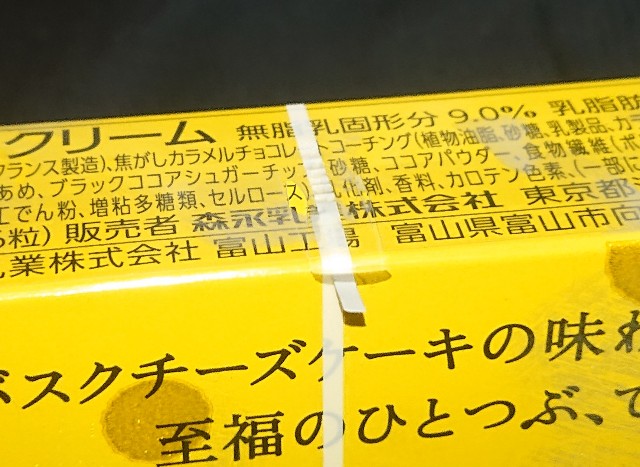 クリーム 無脂乳固形分 9.0% 乳脂肪
フランス製造)、焦がしカラメルチョコレートコーチング(植物油脂、砂糖、乳製品、カ
あめ、ブラックココアシュガーチップ、砂糖、ココアパウダー、食物繊維(ポ
でん粉、増粘多糖類、セルロース)、乳化剤、香料、カロテン色素、(一部に
粒) 販売者 森永乳業株式会社 東京都
乳業株式会社 富山工場 富山県富山市向
バスクチーズケーキの味わ
至福のひとつぶ、で